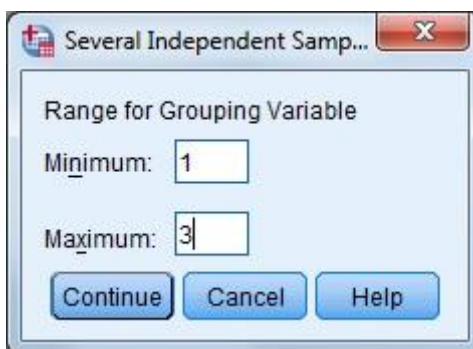 Several Independent Samp...
Range for Grouping Variable
Minimum: 1
Maximum: 3
Continue Cancel Help